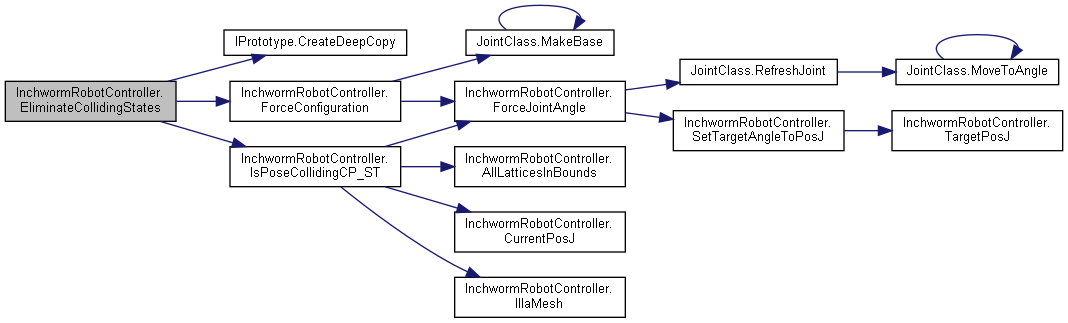 InchwormRobotController.
EliminateCollidingStates
IPrototype.CreateDeepCopy
InchwormRobotController.
ForceConfiguration
InchwormRobotController.
IsPoseCollidingCP_ST
JointClass.MakeBase
InchwormRobotController.
ForceJointAngle
InchwormRobotController.
AllLatticesInBounds
InchwormRobotController.
CurrentPosJ
InchwormRobotController.
IllaMesh
JointClass.RefreshJoint
InchwormRobotController.
SetTargetAngleToPosJ
JointClass.MoveToAngle
InchwormRobotController.
TargetPosJ